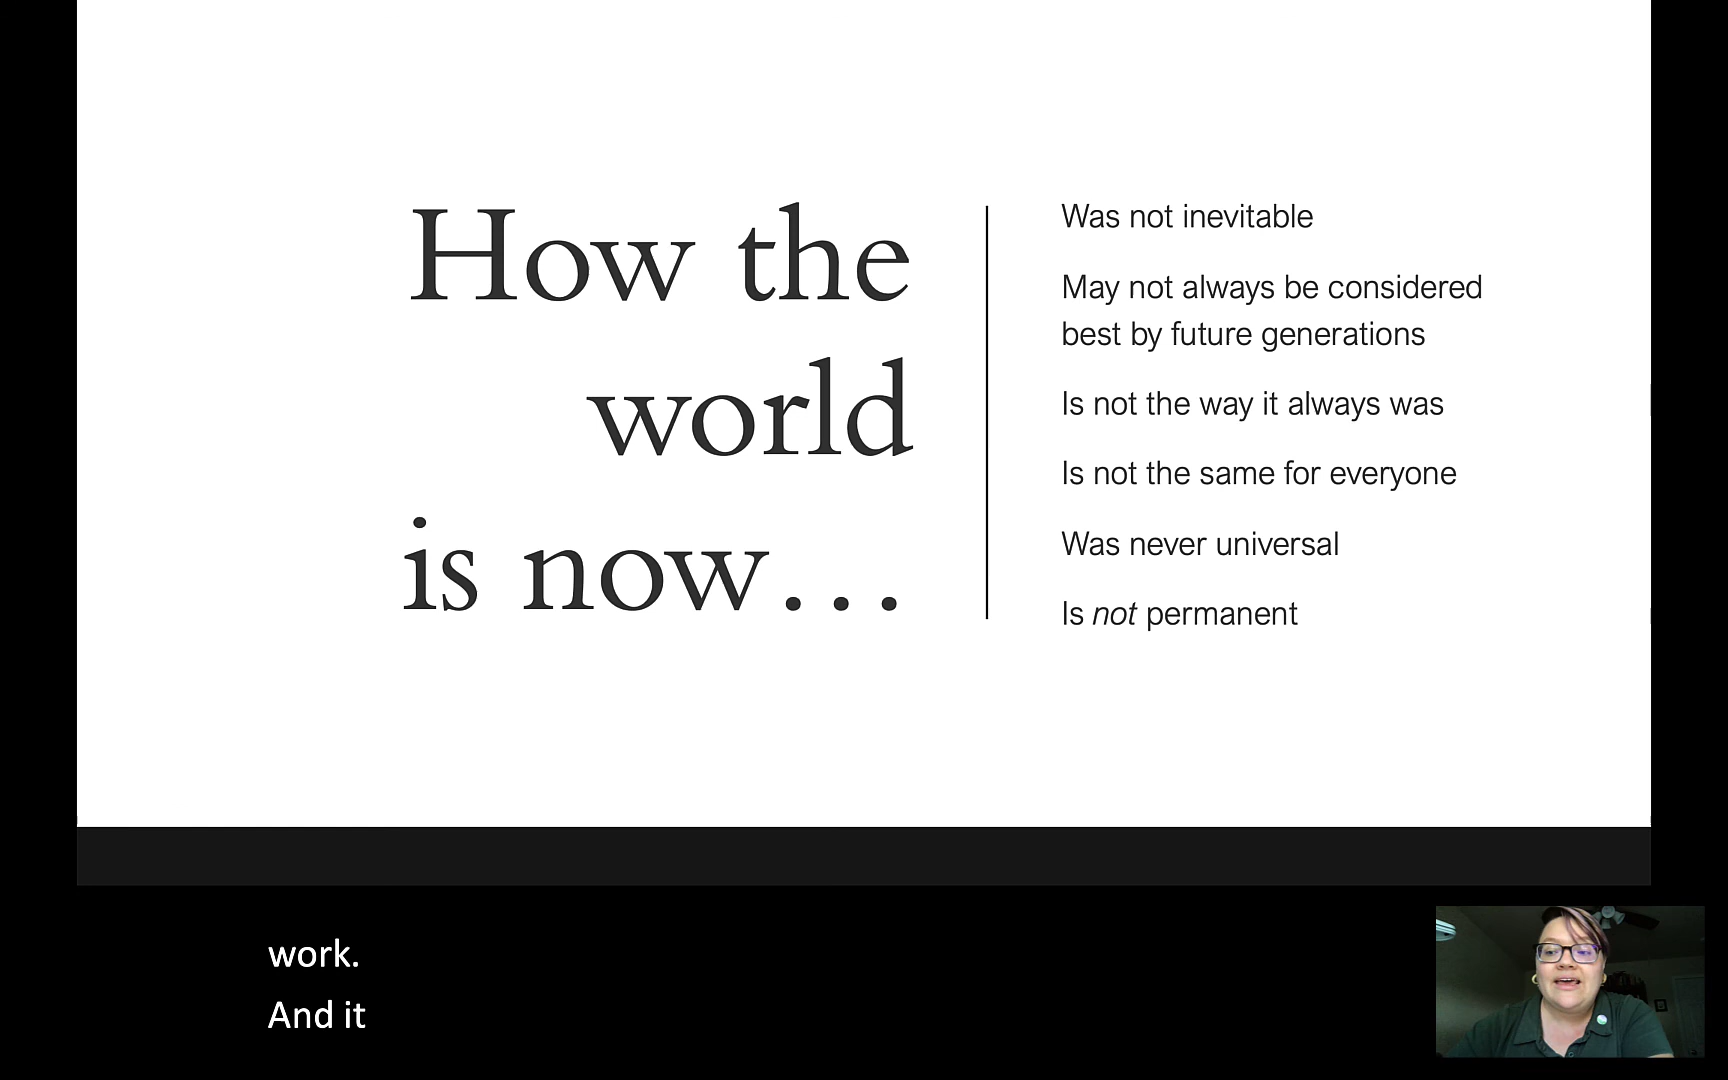 How the
world
is now...
Was not inevitable
May not always be considered
best by future generations
Is not the way it always was
Is not the same for everyone
Was never universal
Is not permanent
work.
And it